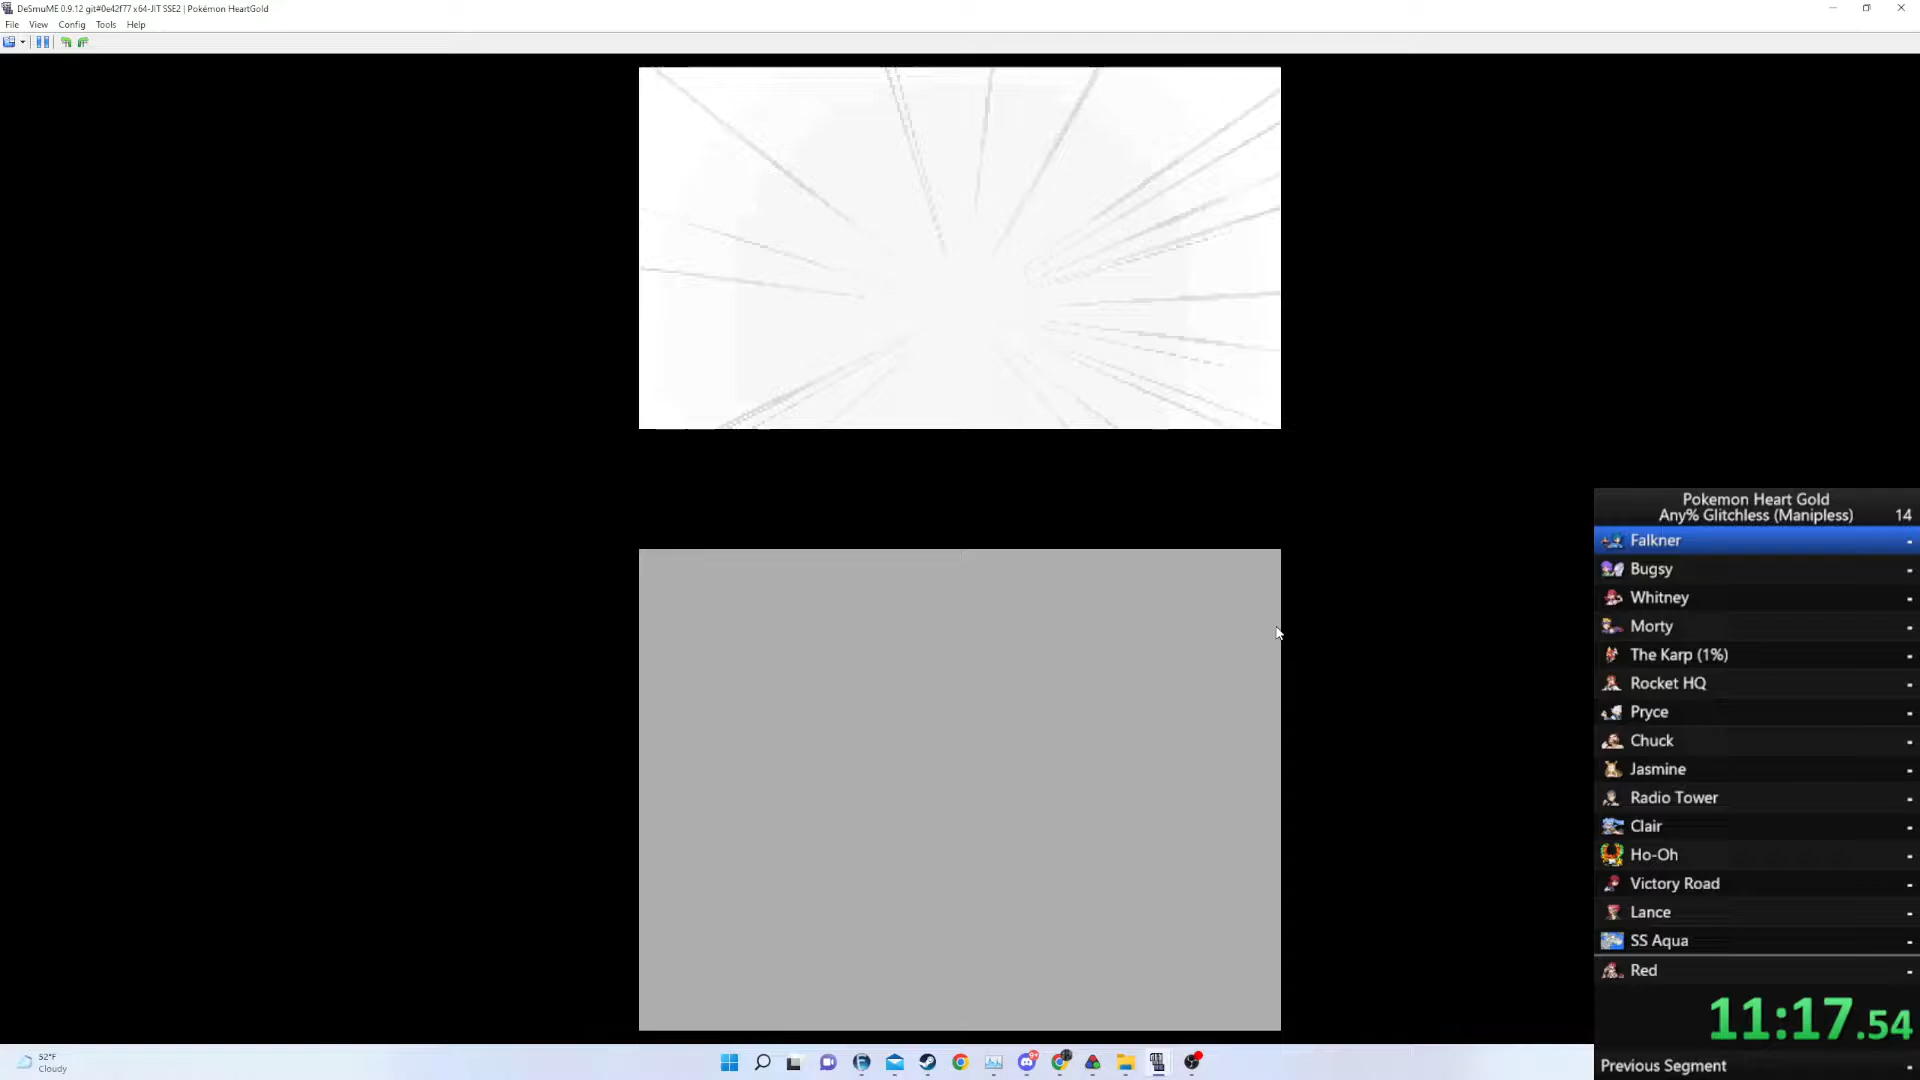 DeSmuME 0.9.12 git#0e42f77 x64-JIT SSE2 | Pokémon HeartGold
File View Config Tools Help
Pokemon Heart Gold
Any% Glitchless (Manipless) 14
Falkner -
Bugsy -
Whitney -
Morty -
The Karp (1%) -
Rocket HQ -
Pryce -
Chuck -
Jasmine -
Radio Tower -
Clair -
Ho-Oh -
Victory Road -
Lance -
SS Aqua -
Red -
11:17.54
Previous Segment -
52°F
Cloudy